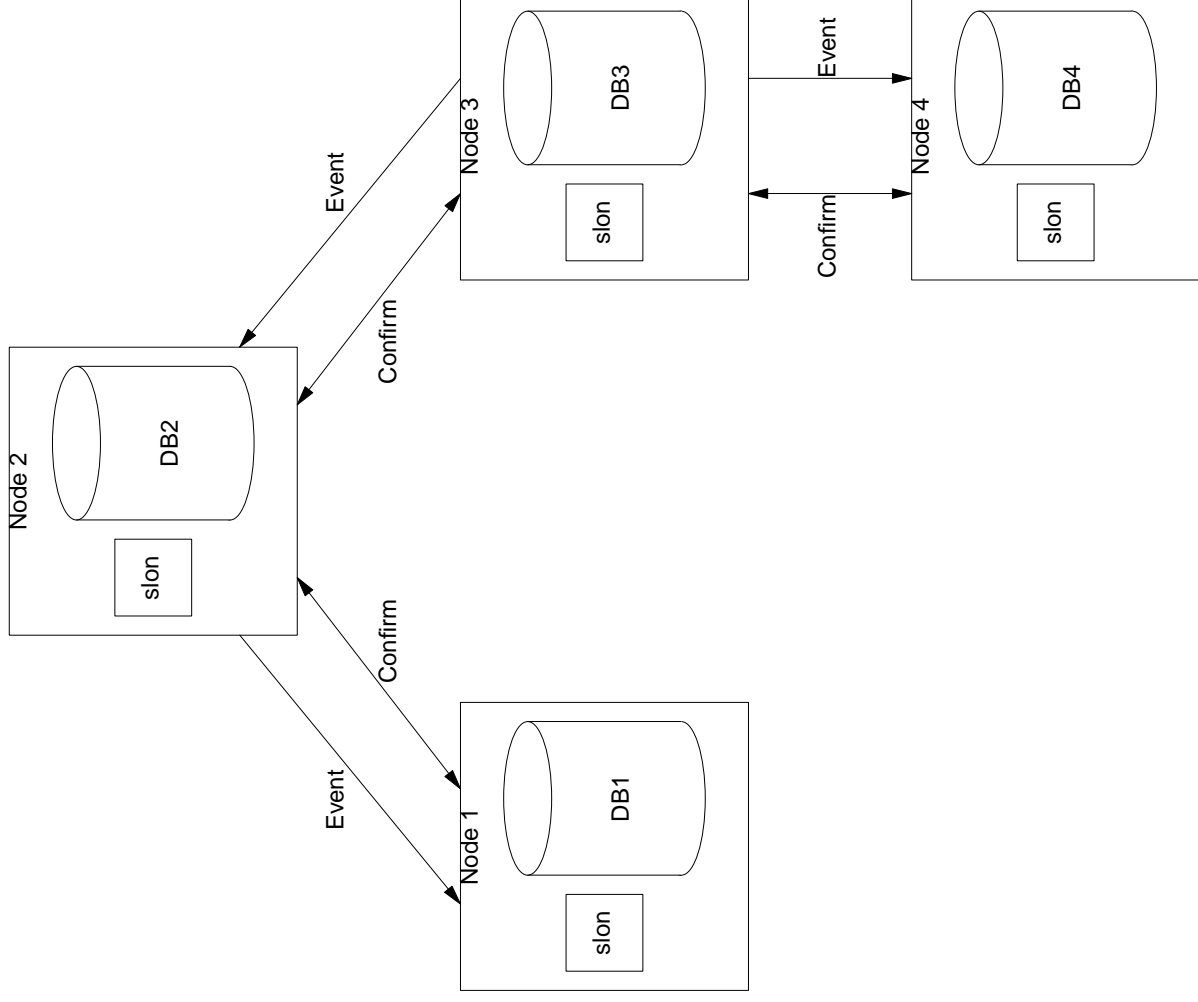 Node 2
slon
DB2
Event
Confirm
Event
Confirm
Node 1
slon
DB1
Node 3
slon
DB3
Event
Confirm
Node 4
slon
DB4